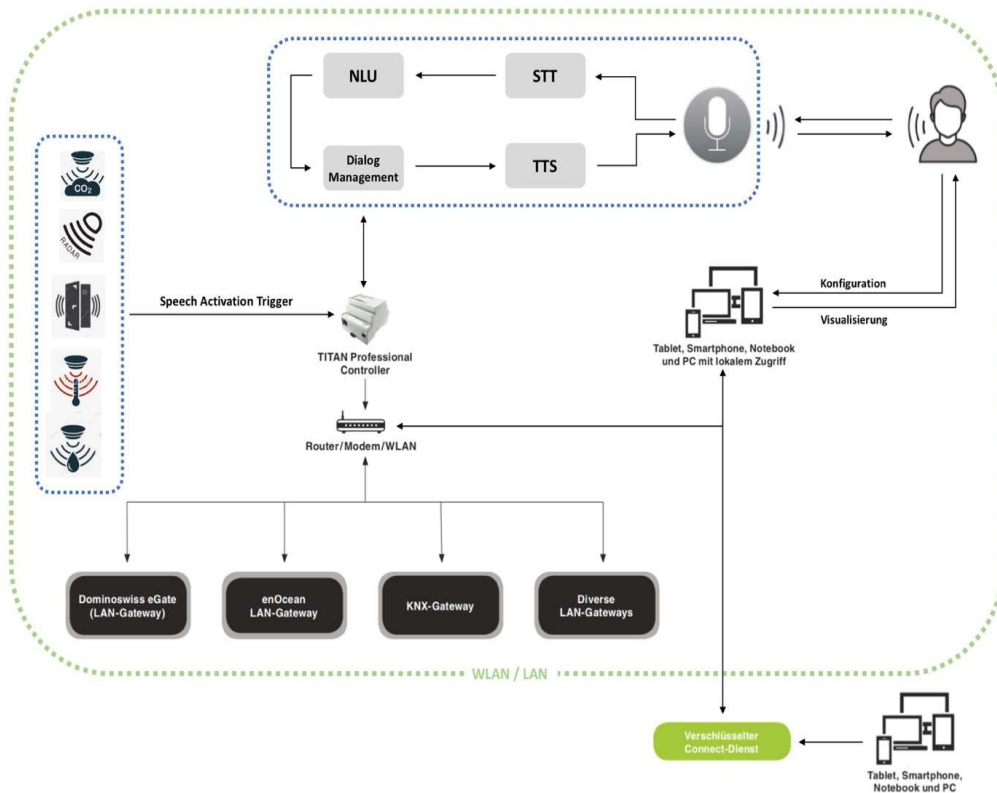 NLU
STT
Dialog
Management
TTS
CO₂
RADAR
Speech Activation Trigger
TITAN Professional
Controller
Router/Modem/WLAN
Konfiguration
Visualisierung
Tablet, Smartphone, Notebook
und PC mit lokalem Zugriff
Dominoswiss eGate
(LAN-Gateway)
enOcean
LAN-Gateway
KNX-Gateway
Diverse
LAN-Gateways
WLAN / LAN
Verschlüsselter
Connect-Dienst
Tablet, Smartphone,
Notebook und PC